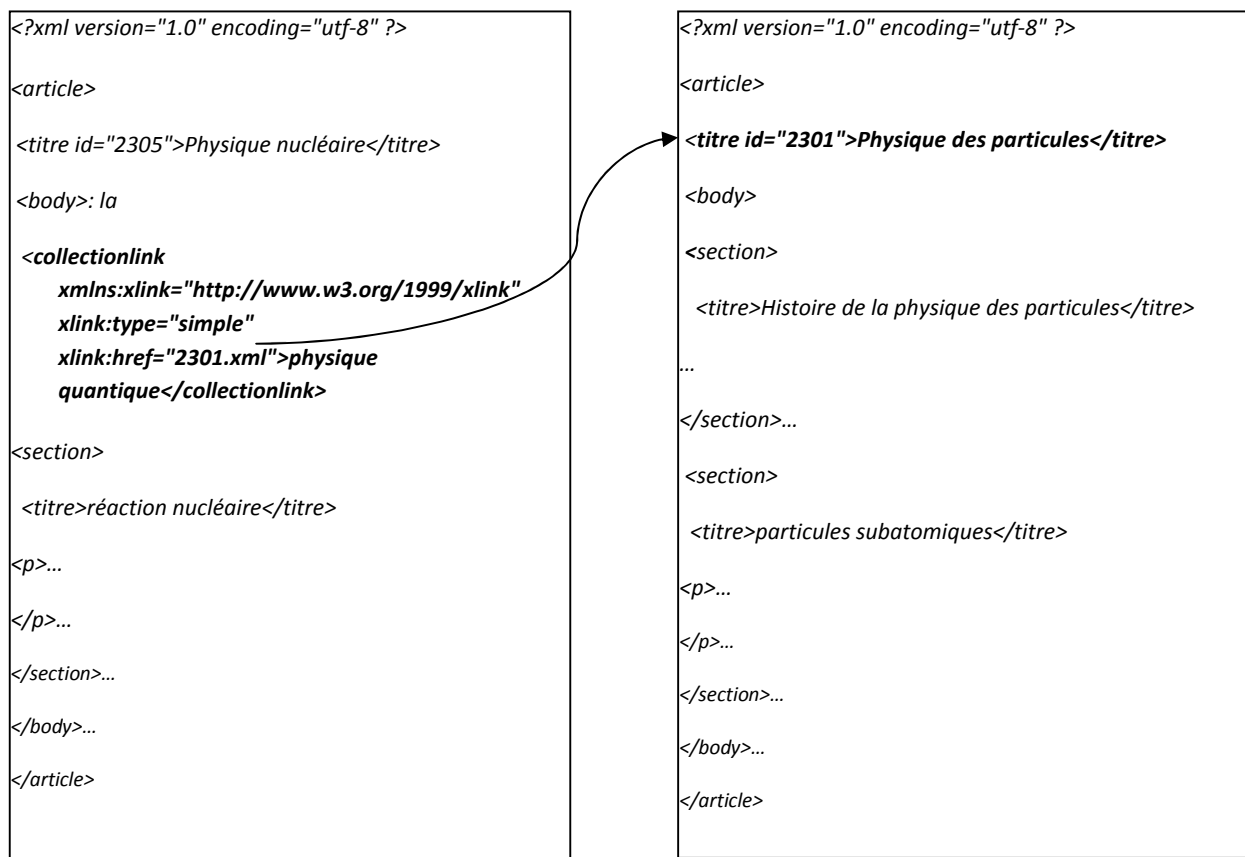 <?xml version="1.0" encoding="utf-8" ?>
<article>
<titre id="2305">Physique nucléaire</titre>
<body>: la
<collectionlink
xmlns:xlink="http://www.w3.org/1999/xlink"
xlink:type="simple"
xlink:href="2301.xml">physique
quantique</collectionlink>
<section>
<titre>réaction nucléaire</titre>
<p>...
</p>...
</section>...
</body>...
</article>
<?xml version="1.0" encoding="utf-8" ?>
<article>
<titre id="2301">Physique des particules</titre>
<body>
<section>
<titre>Histoire de la physique des particules</titre>
...
</section>...
<section>
<titre>particules subatomiques</titre>
<p>...
</p>...
</section>...
</body>...
</article>